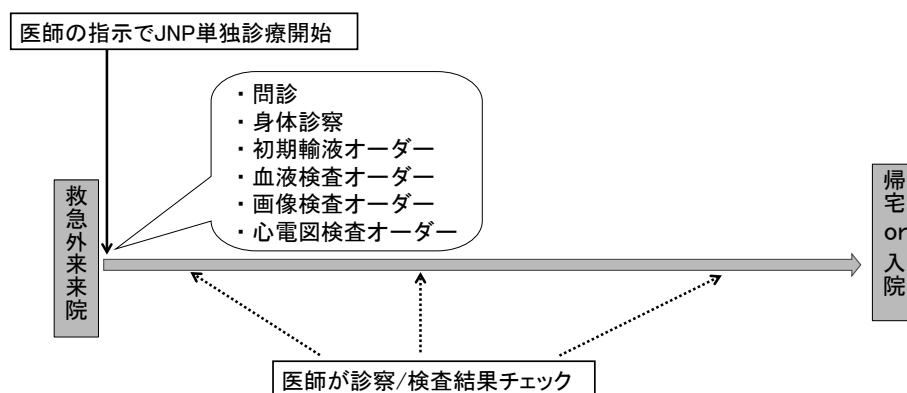 医師の指示でJNP単独診療開始
・問診
・身体診察
・初期輸液オーダー
・血液検査オーダー
・画像検査オーダー
・心電図検査オーダー
救急外来来院
帰宅or入院
医師が診察/検査結果チェック